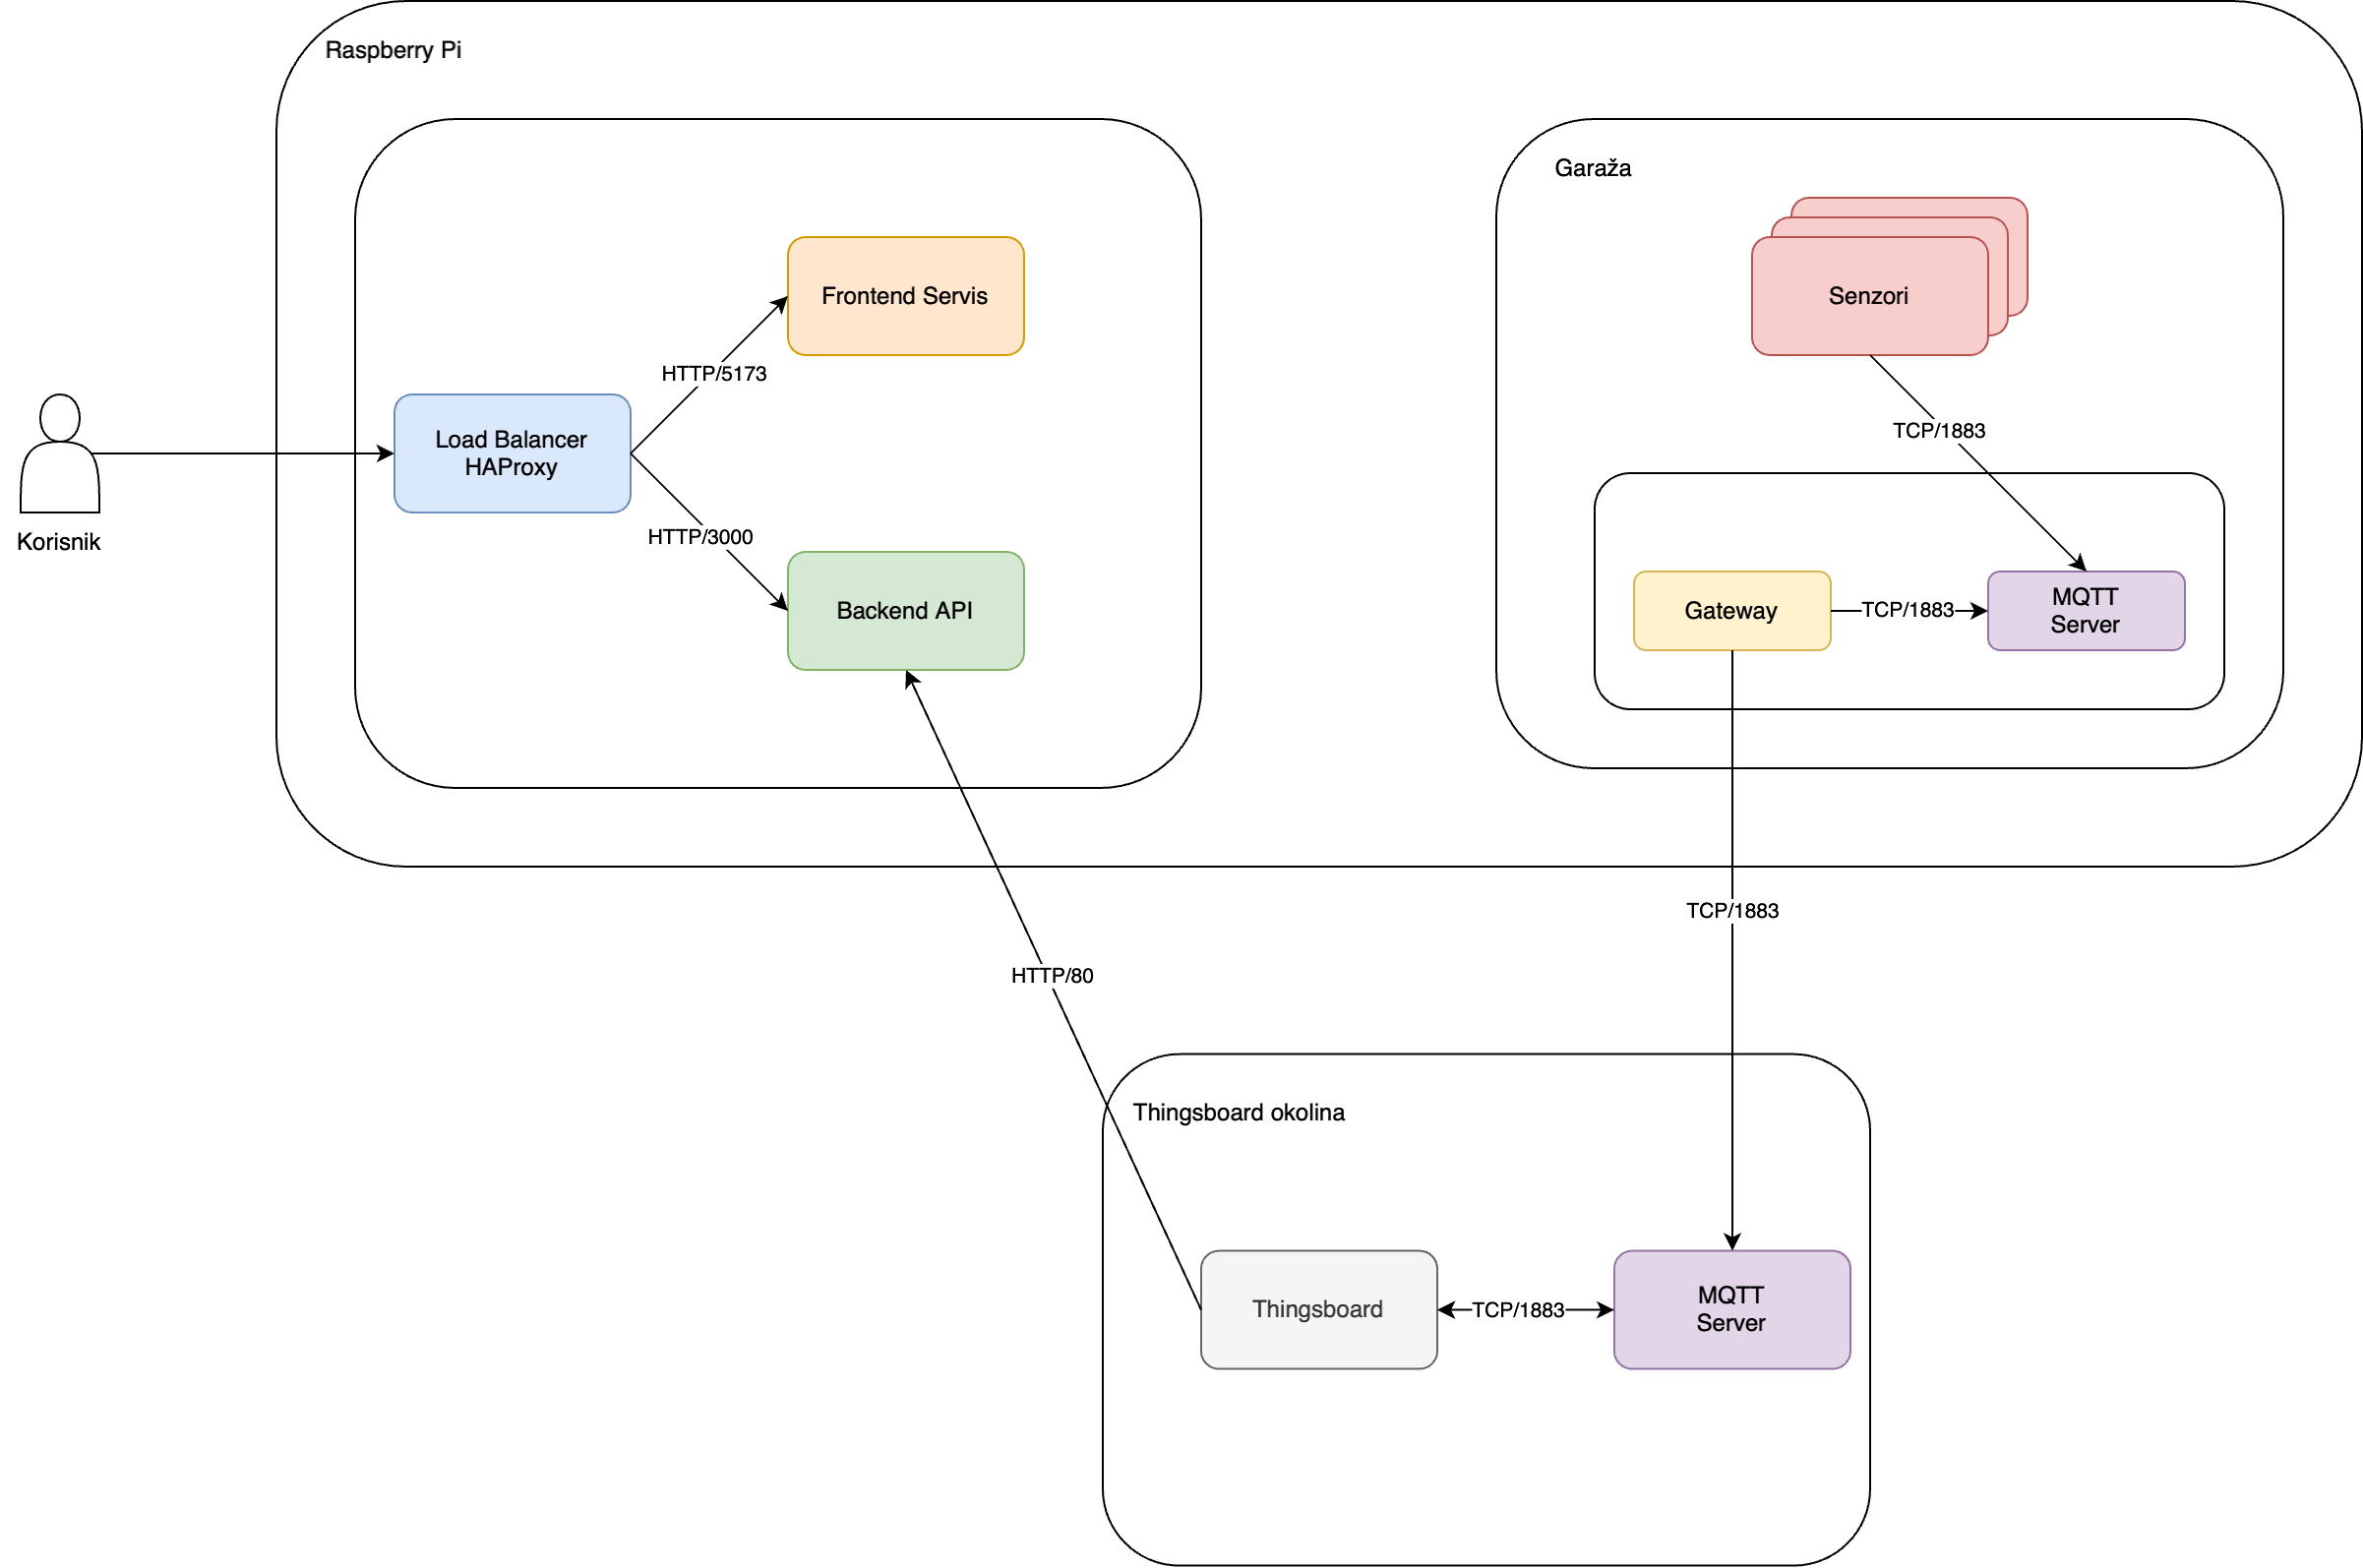 Raspberry Pi
Garaža
Frontend Servis
Senzori
HTTP/5173
TCP/1883
Load Balancer
HAProxy
Korisnik
HTTP/3000
Backend API
Gateway
TCP/1883
MQTT
Server
TCP/1883
HTTP/80
Thingsboard okolina
Thingsboard
TCP/1883
MQTT
Server